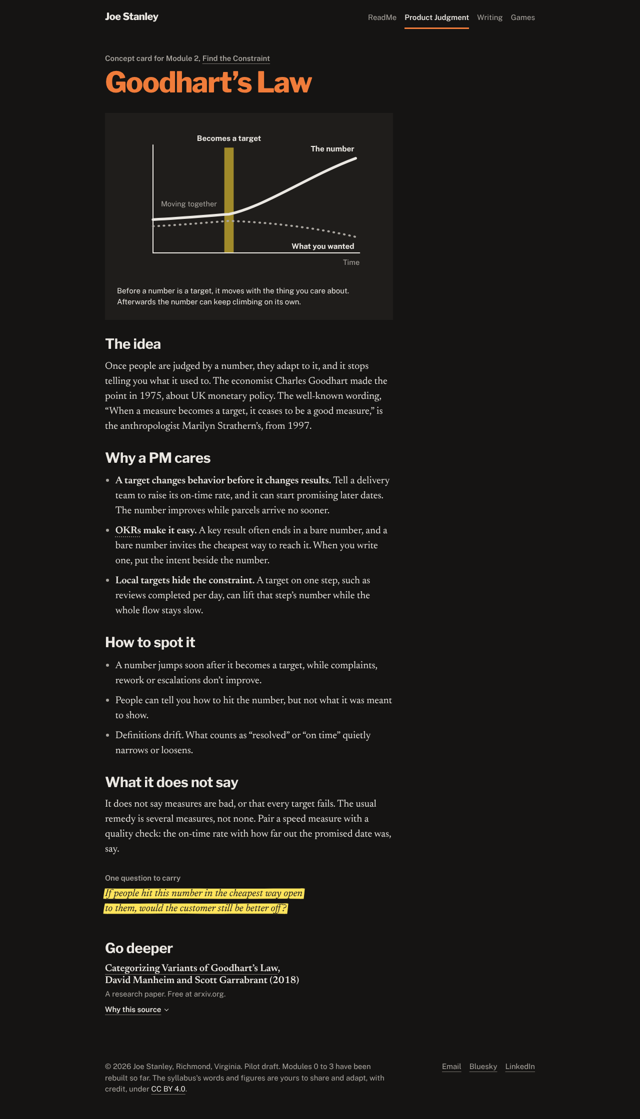 Joe Stanley
ReadMe Product Judgment Writing Games
Concept card for Module 2, Find the Constraint
Goodhart’s Law
Becomes a target
The number
Moving together
What you wanted
Time
Before a number is a target, it moves with the thing you care about.
Afterwards the number can keep climbing on its own.
The idea
Once people are judged by a number, they adapt to it, and it stops
telling you what it used to. The economist Charles Goodhart made the
point in 1975, about UK monetary policy. The well-known wording,
“When a measure becomes a target, it ceases to be a good measure,” is
the anthropologist Marilyn Strathern’s, from 1997.
Why a PM cares
• A target changes behavior before it changes results. Tell a delivery
team to raise its on-time rate, and it can start promising later dates.
The number improves while parcels arrive no sooner.
• OKRs make it easy. A key result often ends in a bare number, and a
bare number invites the cheapest way to reach it. When you write
one, put the intent beside the number.
• Local targets hide the constraint. A target on one step, such as
reviews completed per day, can lift that step’s number while the
whole flow stays slow.
How to spot it
• A number jumps soon after it becomes a target, while complaints,
rework or escalations don’t improve.
• People can tell you how to hit the number, but not what it was meant
to show.
• Definitions drift. What counts as “resolved” or “on time” quietly
narrows or loosens.
What it does not say
It does not say measures are bad, or that every target fails. The usual
remedy is several measures, not none. Pair a speed measure with a
quality check: the on-time rate with how far out the promised date was,
say.
One question to carry
If people hit this number in the cheapest way open
to them, would the customer still be better off?
Go deeper
Categorizing Variants of Goodhart’s Law,
David Manheim and Scott Garrabrant (2018)
A research paper. Free at arxiv.org.
Why this source
© 2026 Joe Stanley, Richmond, Virginia. Pilot draft. Modules 0 to 3 have been
rebuilt so far. The syllabus’s words and figures are yours to share and adapt, with
credit, under CC BY 4.0.
Email Bluesky LinkedIn